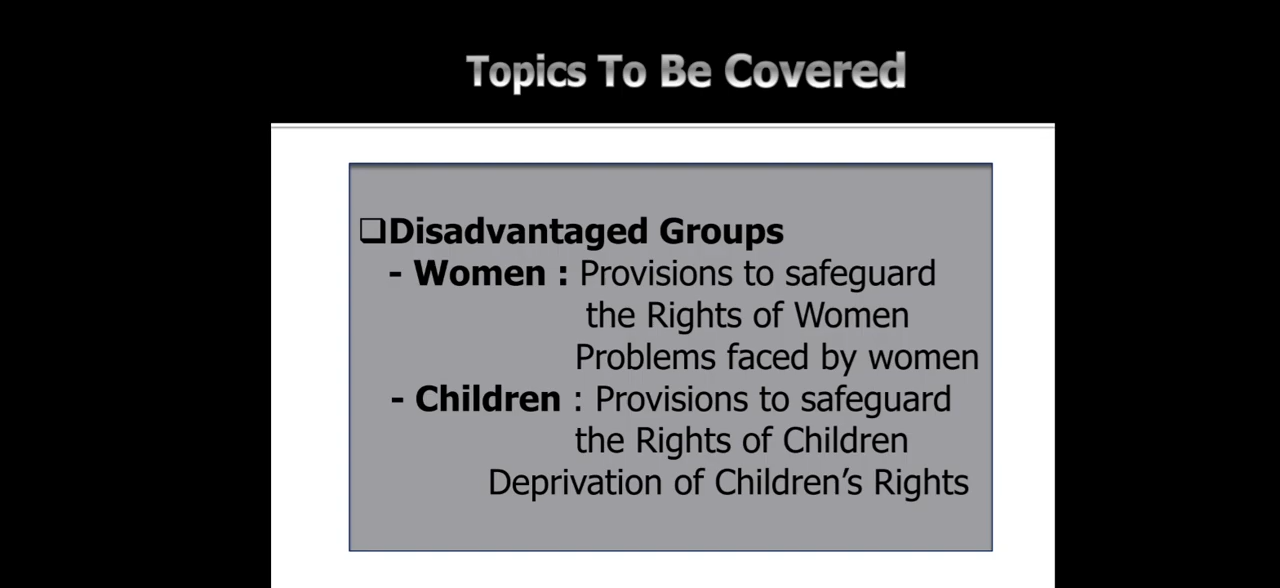 Topics To Be Covered
❑Disadvantaged Groups
- Women : Provisions to safeguard
the Rights of Women
Problems faced by women
- Children : Provisions to safeguard
the Rights of Children
Deprivation of Children’s Rights